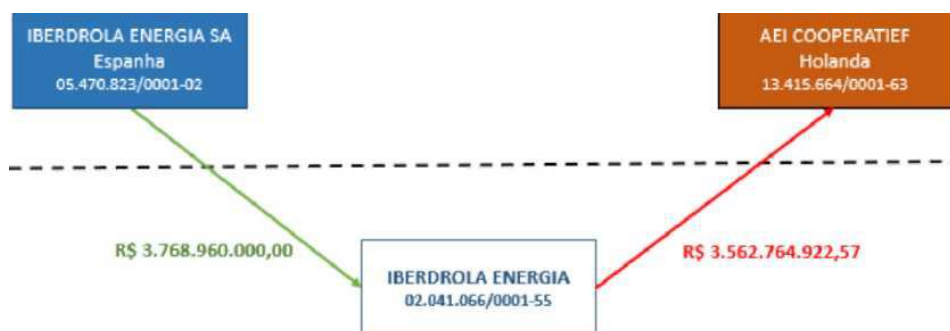 IBERDROLA ENERGIA SA
Espanha
05.470.823/0001-02
AEI COOPERATIEF
Holanda
13.415.664/0001-63
R$ 3.768.960.000,00
R$ 3.562.764.922,57
IBERDROLA ENERGIA
02.041.066/0001-55